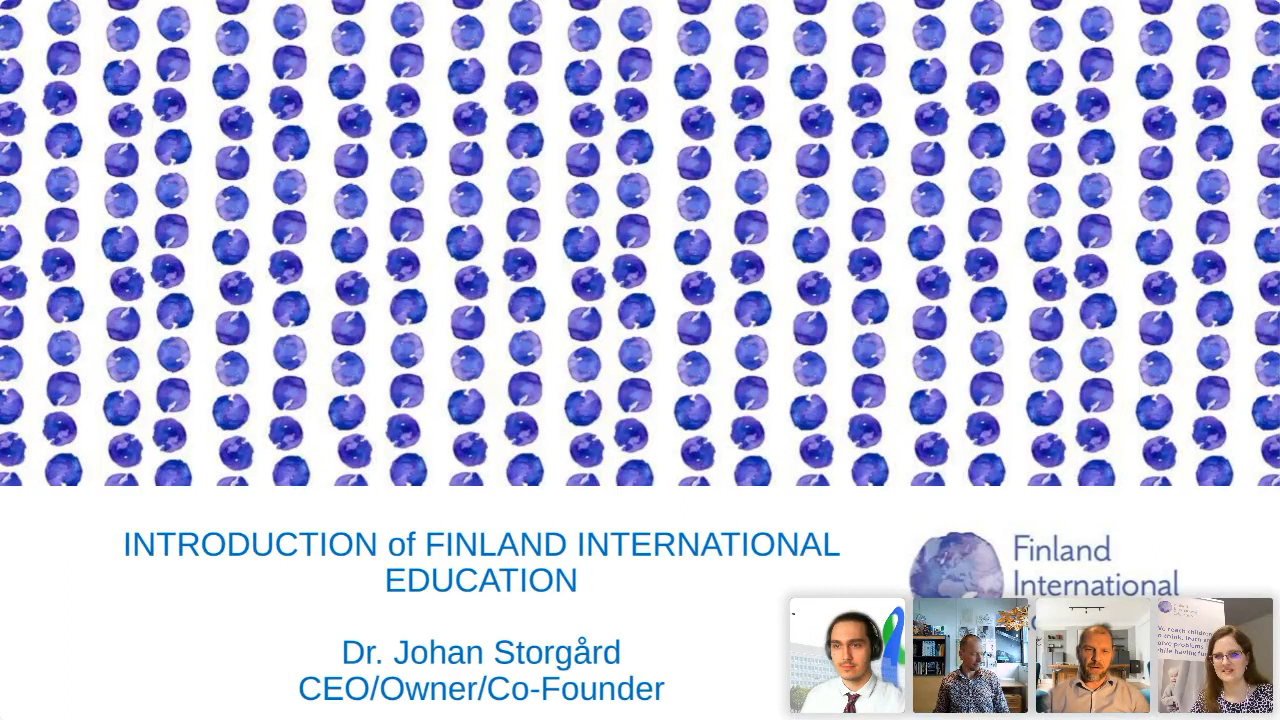 INTRODUCTION of FINLAND INTERNATIONAL
EDUCATION
Dr. Johan Storgård
CEO/Owner/Co-Founder
Finland
International